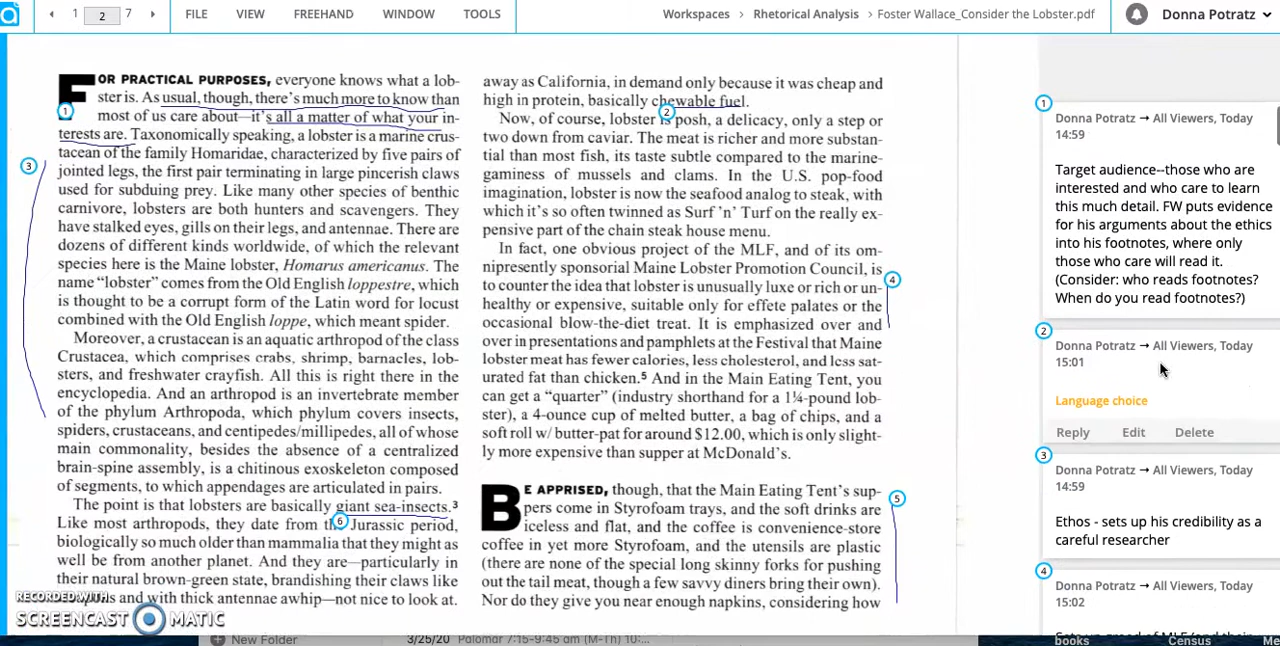 1 2 7 FILE VIEW FREEHAND WINDOW TOOLS Workspaces > Rhetorical Analysis > Foster Wallace_Consider the Lobster.pdf Donna Potratz
FOR PRACTICAL PURPOSES, everyone knows what a lob-
ster is. As usual, though, there's much more to know than
most of us care about—it's all a matter of what your in-
terests are. Taxonomically speaking, a lobster is a marine crus-
tacean of the family Homaridae, characterized by five pairs of
jointed legs, the first pair terminating in large pincerish claws
used for subduing prey. Like many other species of benthic
carnivore, lobsters are both hunters and scavengers. They
have stalked eyes, gills on their legs, and antennae. There are
dozens of different kinds worldwide, of which the relevant
species here is the Maine lobster, Homarus americanus. The
name "lobster" comes from the Old English loppestre, which
is thought to be a corrupt form of the Latin word for locust
combined with the Old English loppe, which meant spider.
Moreover, a crustacean is an aquatic arthropod of the class
Crustacea, which comprises crabs, shrimp, barnacles, lob-
sters, and freshwater crayfish. All this is right there in the
encyclopedia. And an arthropod is an invertebrate member
of the phylum Arthropoda, which phylum covers insects,
spiders, crustaceans, and centipedes/millipedes, all of whose
main commonality, besides the absence of a centralized
brain-spine assembly, is a chitinous exoskeleton composed
of segments, to which appendages are articulated in pairs.
The point is that lobsters are basically giant sea-insects.³
Like most arthropods, they date from Jurassic period,
biologically so much older than mammalia that they might as
well be from another planet. And they are—particularly in
their natural brown-green state, brandishing their claws like
and with thick antennae awhip—not nice to look at.
1
3
6
away as California, in demand only because it was cheap and
high in protein, basically chewable fuel.
Now, of course, lobster is posh, a delicacy, only a step or
two down from caviar. The meat is richer and more substan-
tial than most fish, its taste subtle compared to the marine-
gaminess of mussels and clams. In the U.S. pop-food
imagination, lobster is now the seafood analog to steak, with
which it's so often twinned as Surf 'n' Turf on the really ex-
pensive part of the chain steak house menu.
In fact, one obvious project of the MLF, and of its om-
nipresently sponsorial Maine Lobster Promotion Council, is
to counter the idea that lobster is unusually luxe or rich or un-
healthy or expensive, suitable only for effete palates or the
occasional blow-the-diet treat. It is emphasized over and
over in presentations and pamphlets at the Festival that Maine
lobster meat has fewer calories, less cholesterol, and less sat-
urated fat than chicken.⁵ And in the Main Eating Tent, you
can get a "quarter" (industry shorthand for a 1¼-pound lob-
ster), a 4-ounce cup of melted butter, a bag of chips, and a
soft roll w/ butter-pat for around $12.00, which is only slight-
ly more expensive than supper at McDonald's.
BE APPRISED, though, that the Main Eating Tent's sup-
pers come in Styrofoam trays, and the soft drinks are
iceless and flat, and the coffee is convenience-store
coffee in yet more Styrofoam, and the utensils are plastic
(there are none of the special long skinny forks for pushing
out the tail meat, though a few savvy diners bring their own).
Nor do they give you near enough napkins, considering how
2
4
5
1
Donna Potratz → All Viewers, Today
14:59
Target audience--those who are
interested and who care to learn
this much detail. FW puts evidence
for his arguments about the ethics
into his footnotes, where only
those who care will read it.
(Consider: who reads footnotes?
When do you read footnotes?)
2
Donna Potratz → All Viewers, Today
15:01
Language choice
Reply Edit Delete
3
Donna Potratz → All Viewers, Today
14:59
Ethos - sets up his credibility as a
careful researcher
4
Donna Potratz → All Viewers, Today
15:02
RECORDED WITH
SCREENCAST MATIC
New Folder 3/25/20 Palomar 7:15-9:45 am (M-Th) 10:... books Census Me